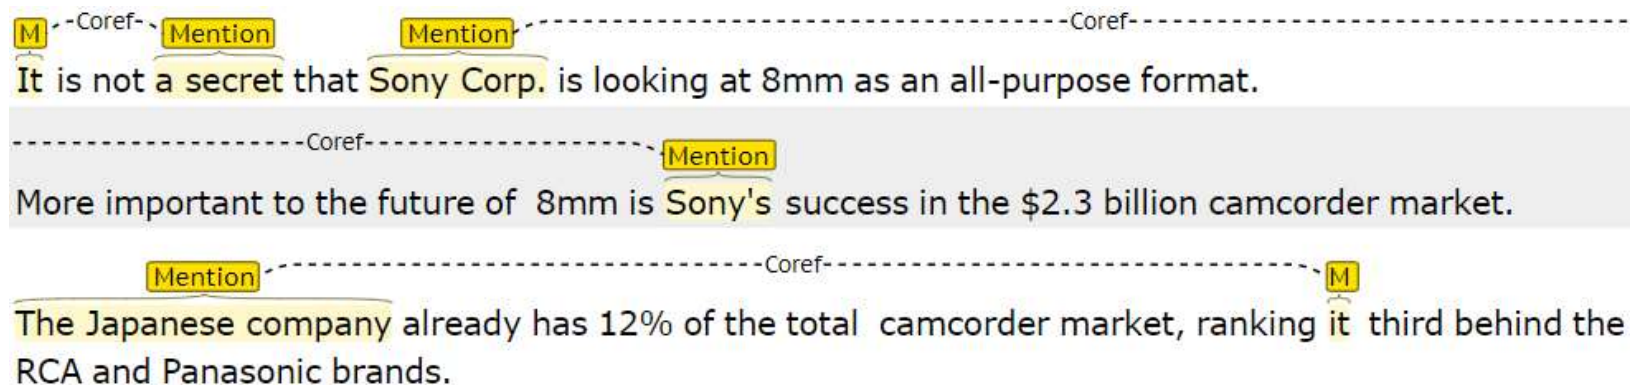 M Coref Mention Mention Coref
It is not a secret that Sony Corp. is looking at 8mm as an all-purpose format.
Coref Mention
More important to the future of 8mm is Sony's success in the $2.3 billion camcorder market.
Mention Coref M
The Japanese company already has 12% of the total camcorder market, ranking it third behind the
RCA and Panasonic brands.